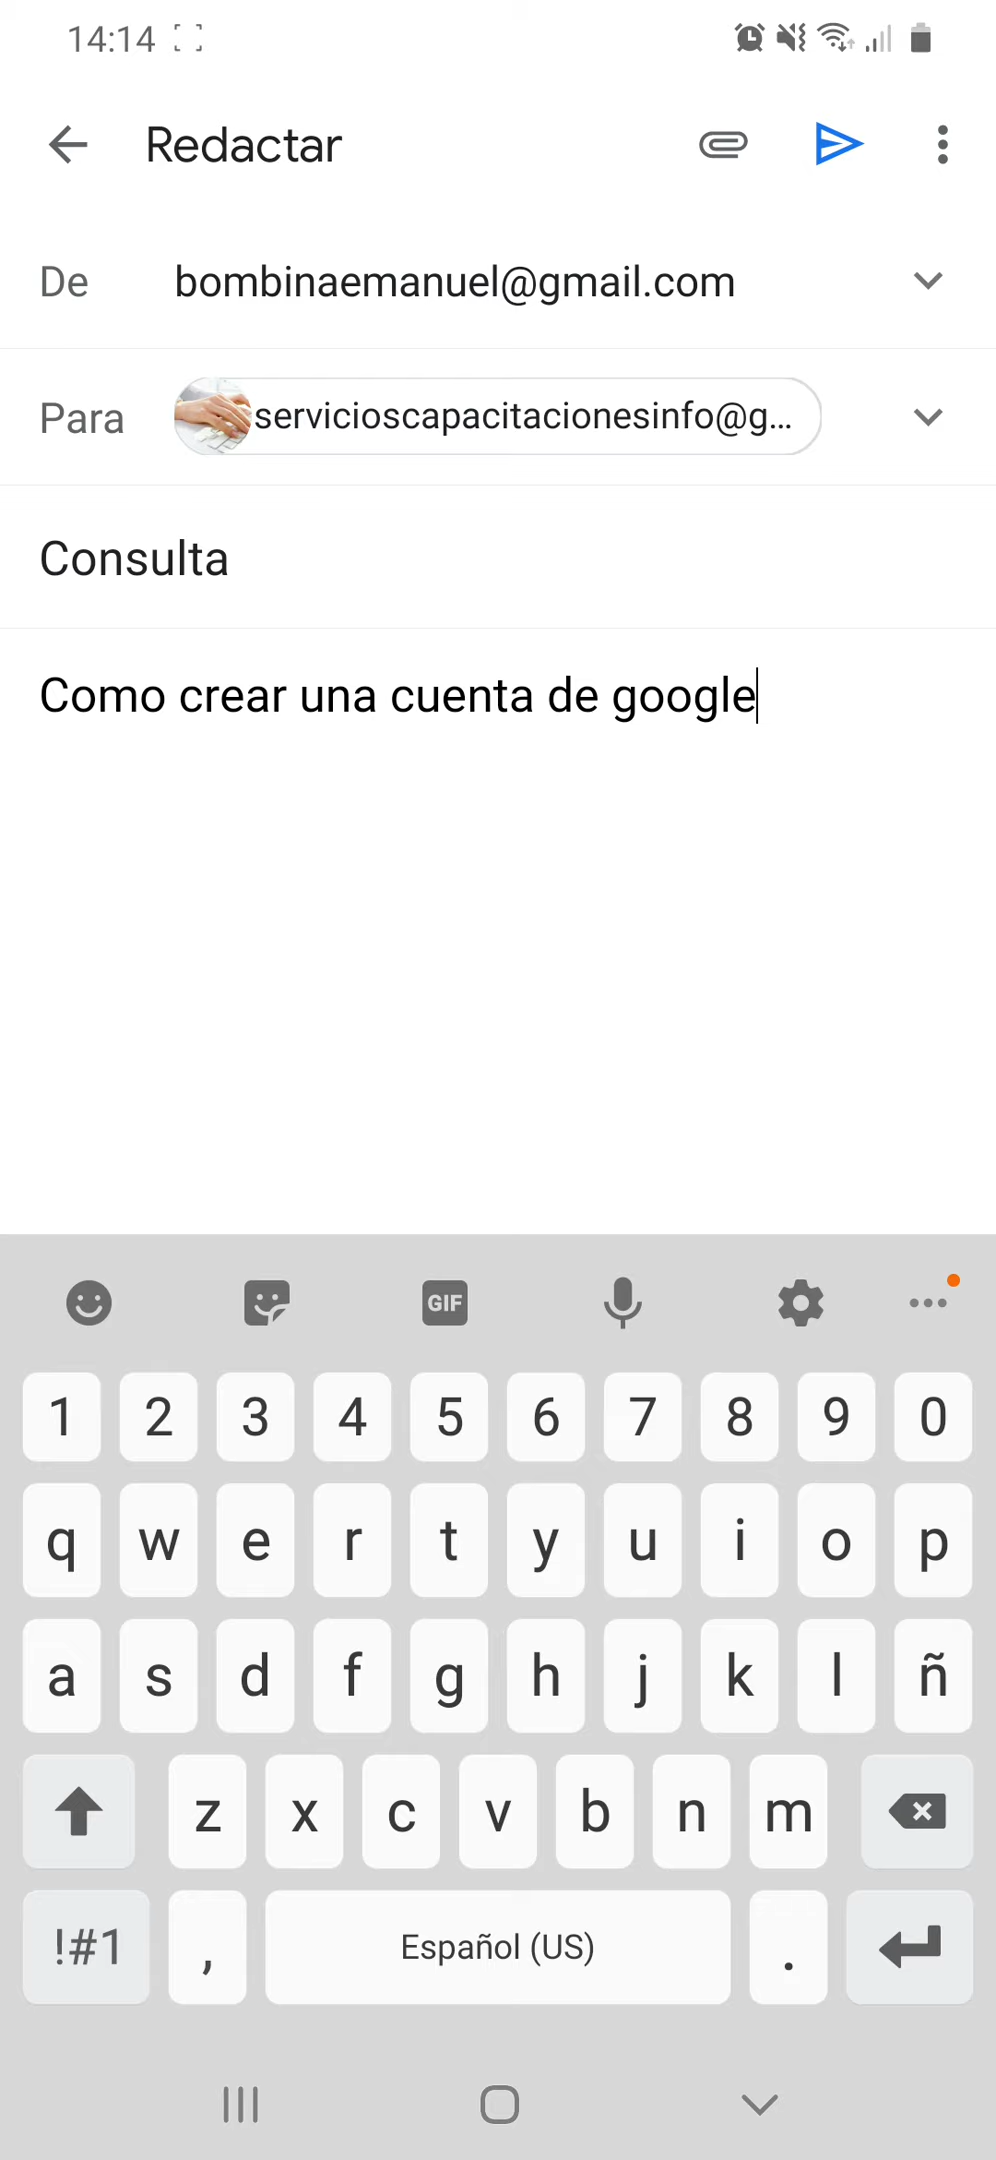 14:14
Redactar
De bombinaemanuel@gmail.com
Para servicioscapacitacionesinfo@g...
Consulta
Como crear una cuenta de google
GIF
1 2 3 4 5 6 7 8 9 0
q w e r t y u i o p
a s d f g h j k l ñ
z x c v b n m
!#1 , Español (US) .